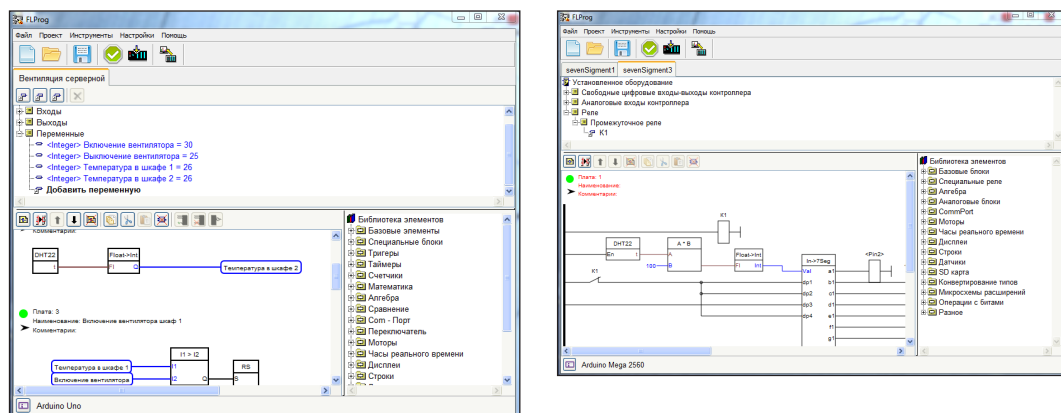 FLProg
Файл Проект Инструменты Настройки Помощь
Вентиляция серверной
Входы
Выходы
Переменные
<Integer> Включение вентилятора = 30
<Integer> Выключение вентилятора = 25
<Integer> Температура в шкафе 1 = 26
<Integer> Температура в шкафе 2 = 26
Добавить переменную
Комментарии:
DHT22
t
Float->Int
Fl Q
Температура в шкафе 2
Плата: 3
Наименование: Включение вентилятора шкаф 1
Комментарии:
Температура в шкафе 1
Включение вентилятора
I1 > I2
I1
I2 Q
RS
S
Библиотека элементов
Базовые элементы
Специальные блоки
Тригеры
Таймеры
Счетчики
Математика
Алгебра
Сравнение
Com - Порт
Переключатель
Моторы
Часы реального времени
Дисплеи
Строки
Arduino Uno
FLProg
Файл Проект Инструменты Настройки Помощь
sevenSigment1 sevenSigment3
Установленное оборудование
Свободные цифровые входы-выходы контроллера
Аналоговые входы контроллера
Реле
Промежуточное реле
K1
Плата: 1
Наименование:
Комментарии:
K1
DHT22
En t
A * B
A
B
100
Float->Int
Fl Int
K1
In->7Seg
Val a1
dp1 b1
dp2 c1
dp3 d1
dp4 e1
f1
g1
<Pin2>
Библиотека элементов
Базовые блоки
Специальные реле
Алгебра
Аналоговые блоки
CommPort
Моторы
Часы реального времени
Дисплеи
Строки
Датчики
SD карта
Конвертирование типов
Микросхемы расширений
Операции с битами
Разное
Arduino Mega 2560